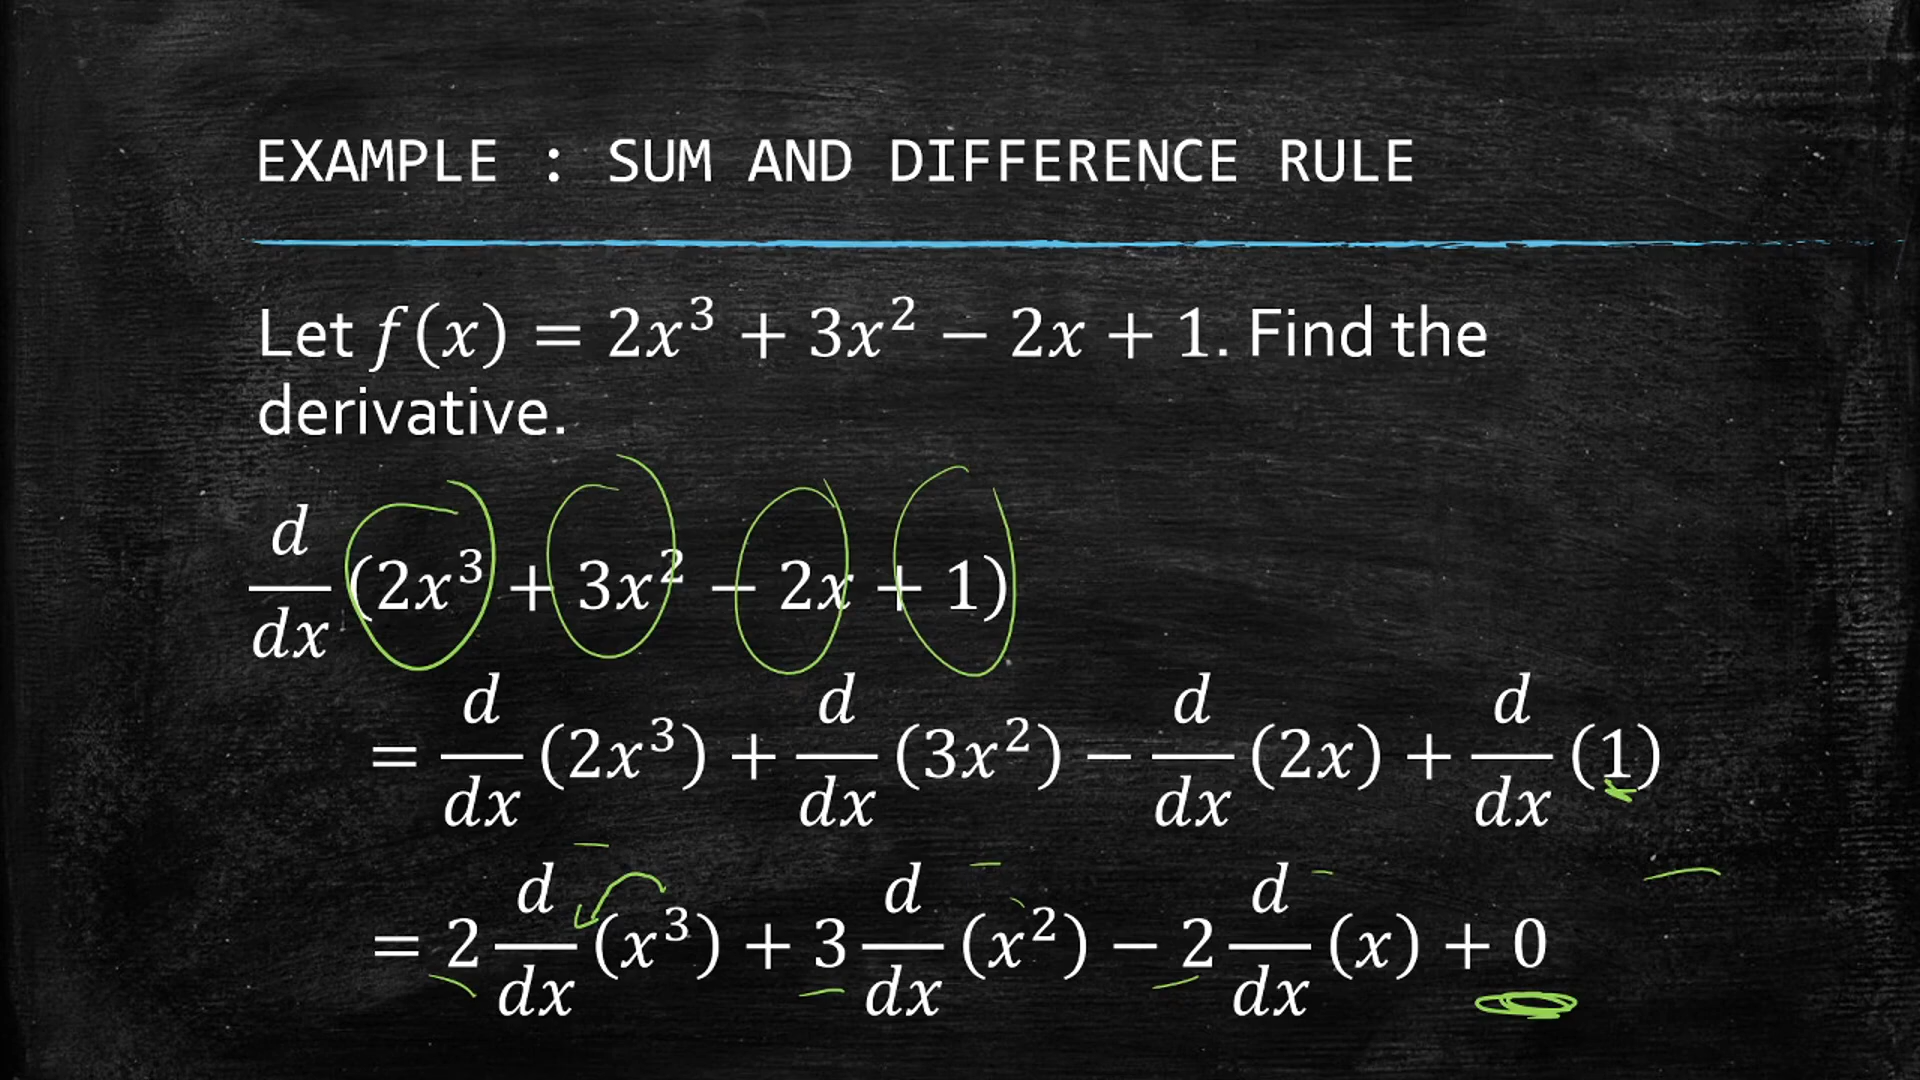 EXAMPLE : SUM AND DIFFERENCE RULE
Let f(x) = 2x³ + 3x² − 2x + 1. Find the
derivative.
d/dx (2x³ + 3x² − 2x + 1)
= d/dx (2x³) + d/dx (3x²) − d/dx (2x) + d/dx (1)
= 2 d/dx (x³) + 3 d/dx (x²) − 2 d/dx (x) + 0